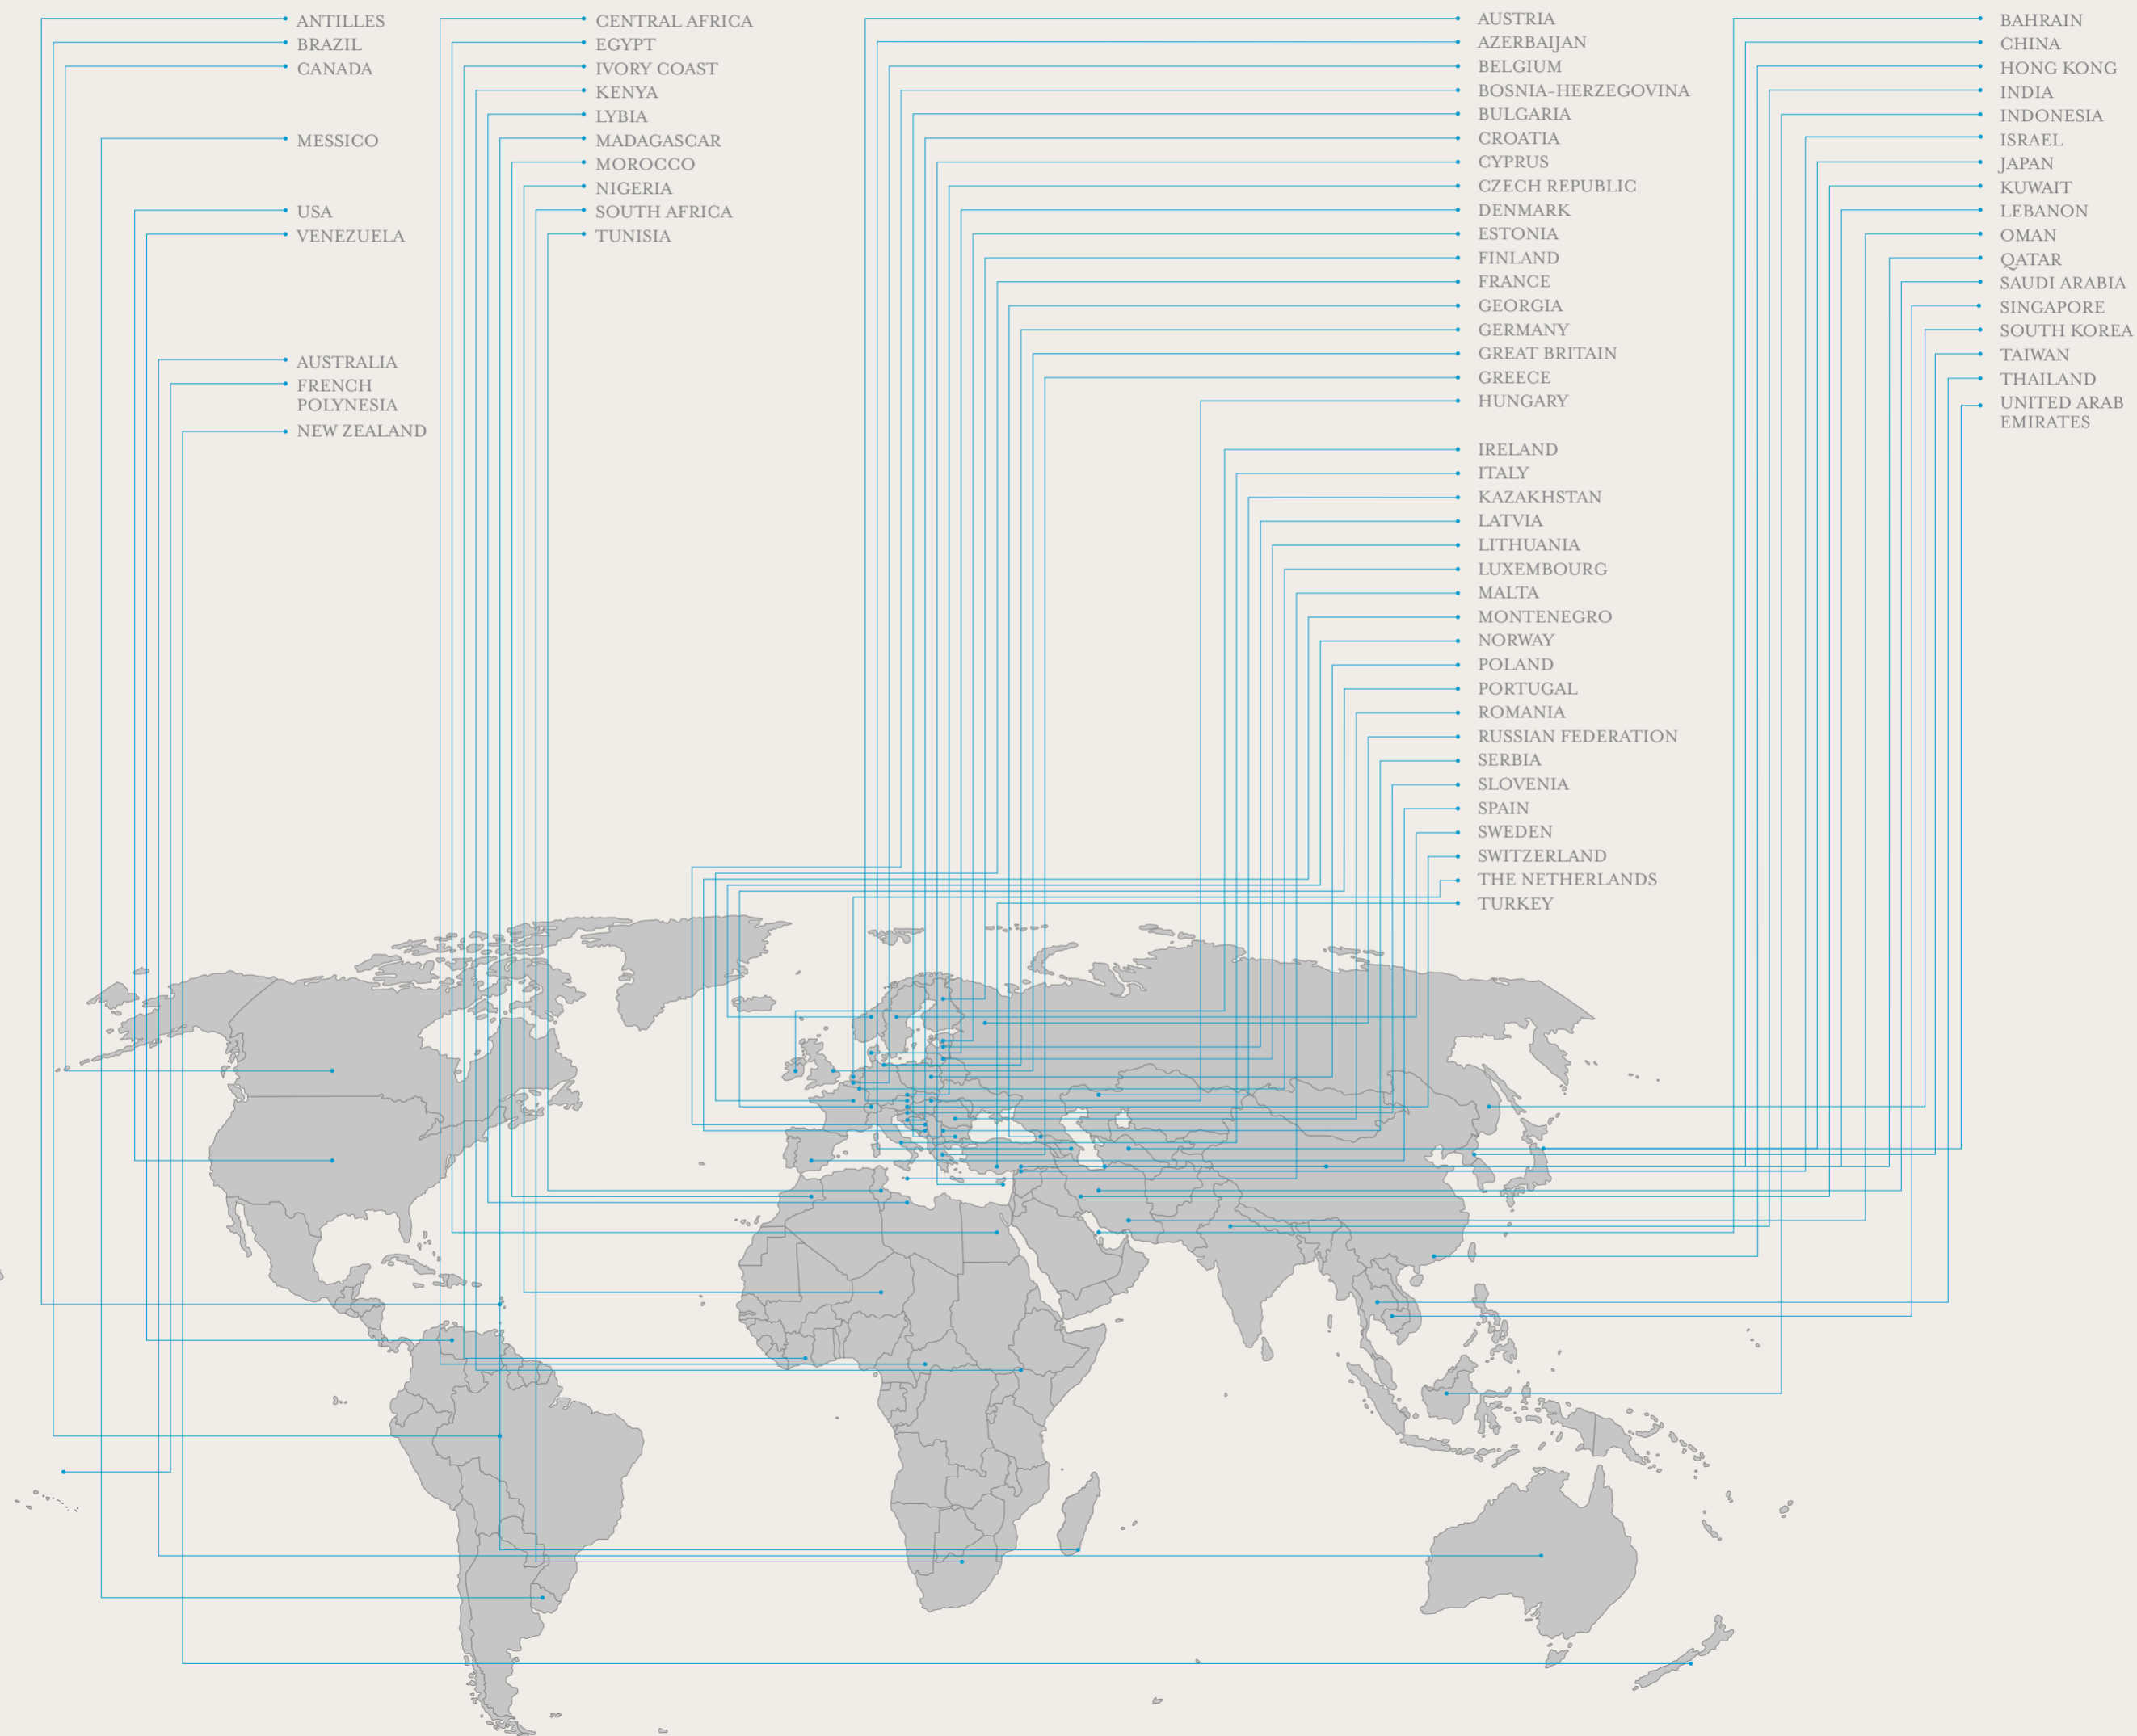 ANTILLES
BRAZIL
CANADA
MESSICO
USA
VENEZUELA
AUSTRALIA
FRENCH
POLYNESIA
NEW ZEALAND
CENTRAL AFRICA
EGYPT
IVORY COAST
KENYA
LYBIA
MADAGASCAR
MOROCCO
NIGERIA
SOUTH AFRICA
TUNISIA
AUSTRIA
AZERBAIJAN
BELGIUM
BOSNIA-HERZEGOVINA
BULGARIA
CROATIA
CYPRUS
CZECH REPUBLIC
DENMARK
ESTONIA
FINLAND
FRANCE
GEORGIA
GERMANY
GREAT BRITAIN
GREECE
HUNGARY
IRELAND
ITALY
KAZAKHSTAN
LATVIA
LITHUANIA
LUXEMBOURG
MALTA
MONTENEGRO
NORWAY
POLAND
PORTUGAL
ROMANIA
RUSSIAN FEDERATION
SERBIA
SLOVENIA
SPAIN
SWEDEN
SWITZERLAND
THE NETHERLANDS
TURKEY
BAHRAIN
CHINA
HONG KONG
INDIA
INDONESIA
ISRAEL
JAPAN
KUWAIT
LEBANON
OMAN
QATAR
SAUDI ARABIA
SINGAPORE
SOUTH KOREA
TAIWAN
THAILAND
UNITED ARAB
EMIRATES